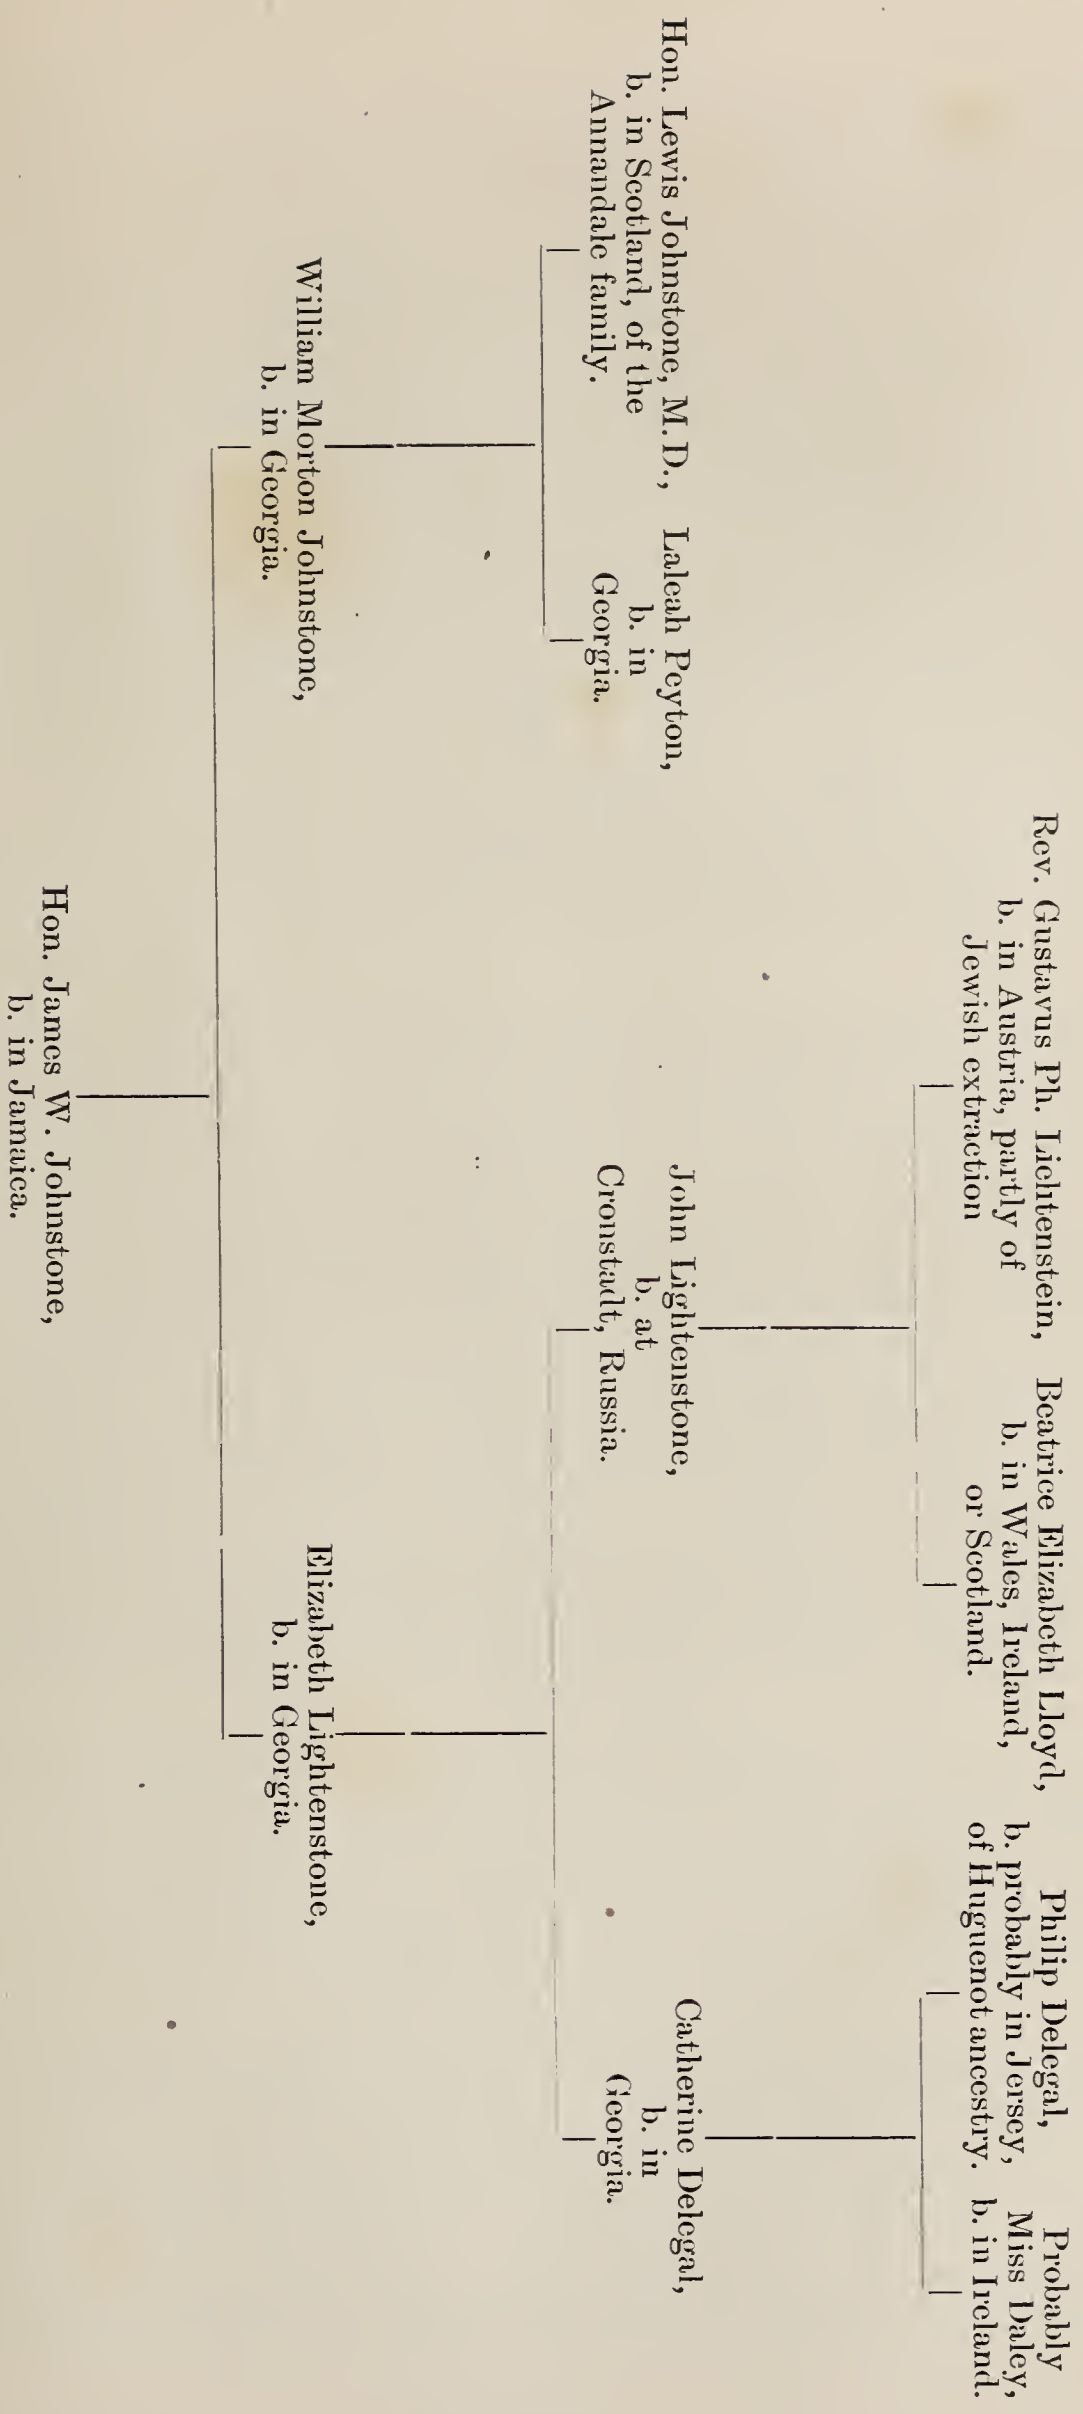 Rev. Gustavus Ph. Lichtenstein,
b. in Austria, partly of
Jewish extraction
Beatrice Elizabeth Lloyd,
b. in Wales, Ireland,
or Scotland.
Philip Delegal,
b. probably in Jersey,
of Huguenot ancestry.
Probably
Miss Daley,
b. in Ireland.
Hon. Lewis Johnstone, M.D.,
b. in Scotland, of the
Annandale family.
Laleah Peyton,
b. in
Georgia.
John Lightenstone,
b. at
Cronstadt, Russia.
Catherine Delegal,
b. in
Georgia.
William Morton Johnstone,
b. in Georgia.
Elizabeth Lightenstone,
b. in Georgia.
Hon. James W. Johnstone,
b. in Jamaica.